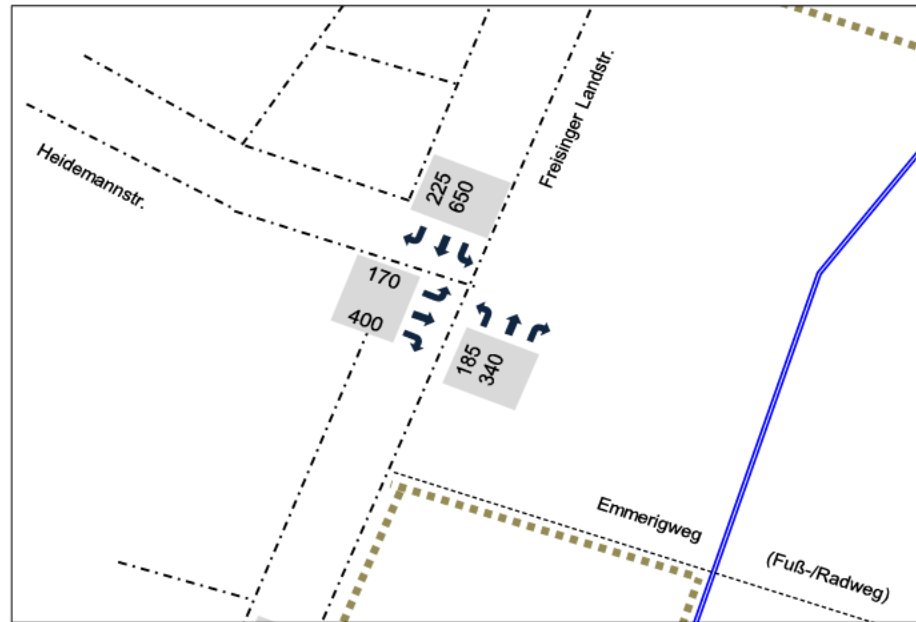 Freisinger Landstr.
Heidemannstr.
225
650
170
400
185
340
Emmerigweg
(Fuß-/Radweg)